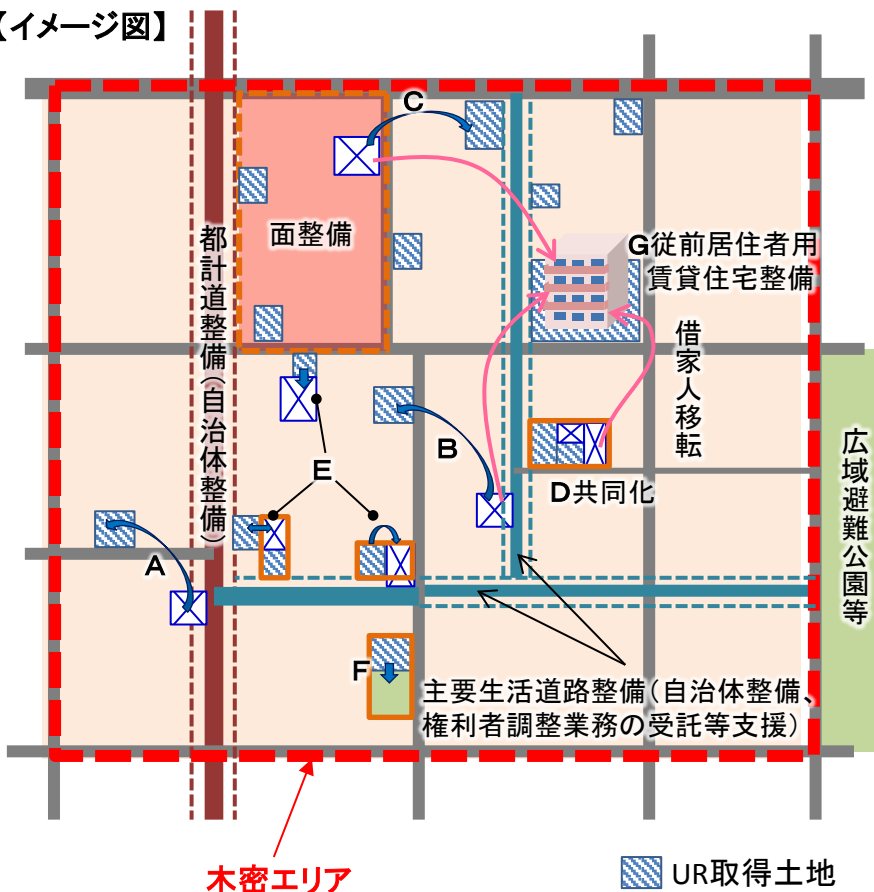 【イメージ図】
C
都計道整備（自治体整備）
面整備
G従前居住者用
賃貸住宅整備
借家人移転
B
E
D共同化
広域避難公園等
A
F
主要生活道路整備（自治体整備、
権利者調整業務の受託等支援）
木密エリア
UR取得土地